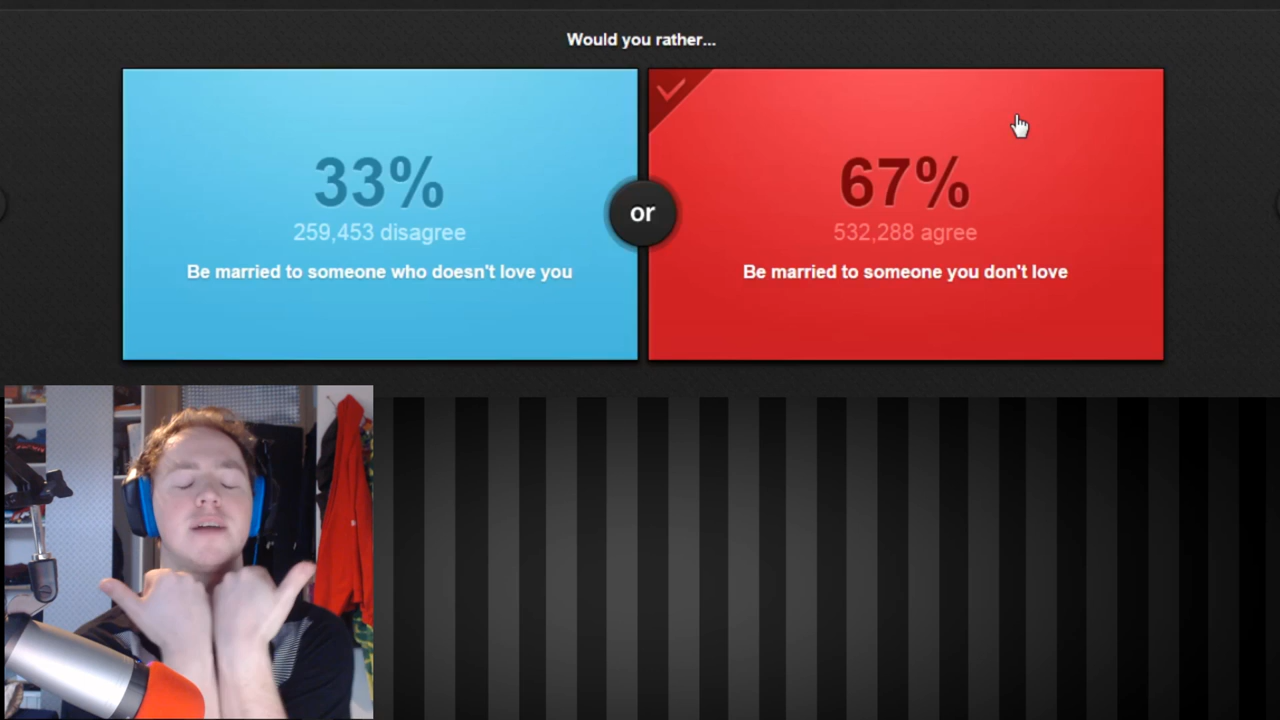 Would you rather...
33%
259,453 disagree
Be married to someone who doesn't love you
or
67%
532,288 agree
Be married to someone you don't love